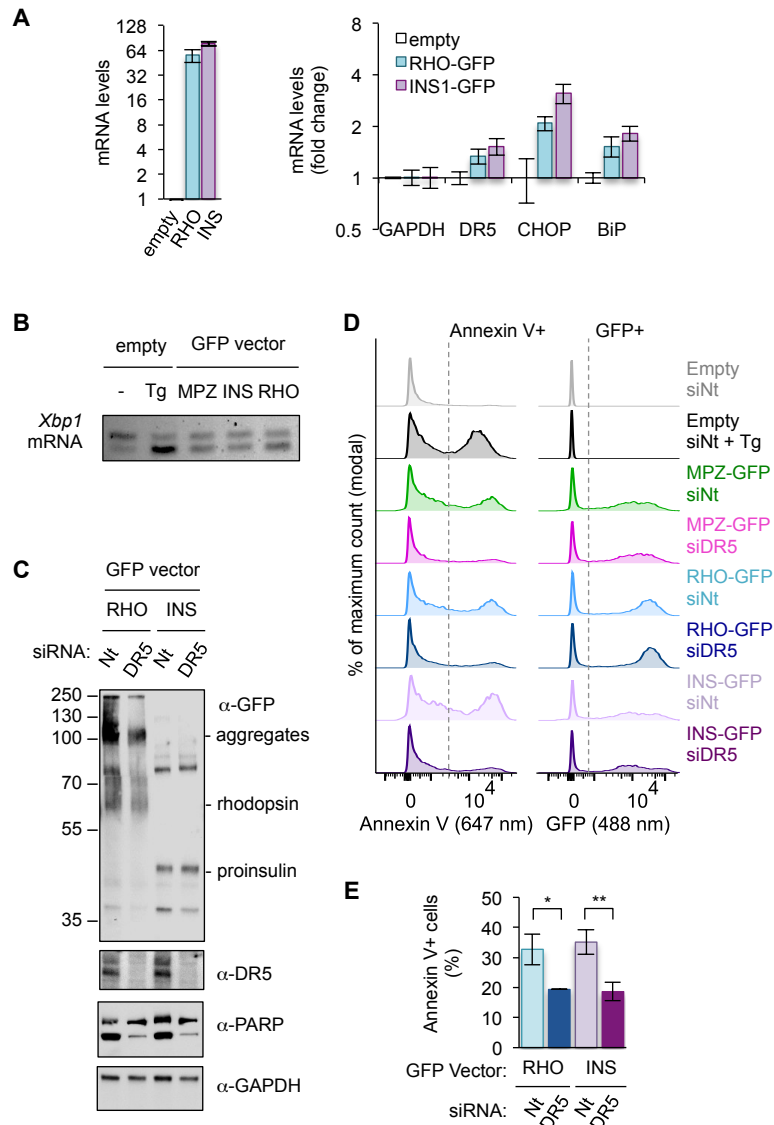 A
mRNA levels
128
64
32
16
8
4
2
1
empty
RHO
INS
mRNA levels
(fold change)
8
4
2
1
0.5
empty
RHO-GFP
INS1-GFP
GAPDH DR5 CHOP BiP
B
empty GFP vector
- Tg MPZ INS RHO
Xbp1
mRNA
C
GFP vector
RHO INS
siRNA: Nt DR5 Nt DR5
250
130
100
70
55
35
α-GFP
aggregates
rhodopsin
proinsulin
α-DR5
α-PARP
α-GAPDH
D
Annexin V+ GFP+
% of maximum count (modal)
Empty
siNt
Empty
siNt + Tg
MPZ-GFP
siNt
MPZ-GFP
siDR5
RHO-GFP
siNt
RHO-GFP
siDR5
INS-GFP
siNt
INS-GFP
siDR5
0 10⁴ 0 10⁴
Annexin V (647 nm) GFP (488 nm)
E
Annexin V+ cells
(%)
50
40
30
20
10
0
* **
GFP Vector: RHO INS
siRNA: Nt DR5 Nt DR5